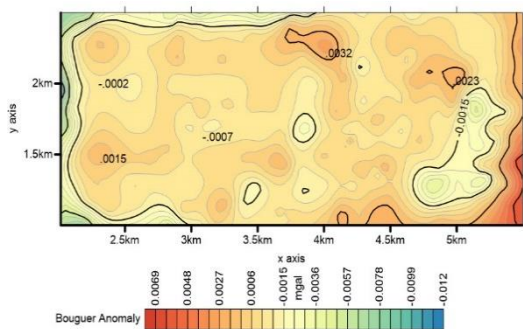 .0032
.0023
2km
-.0002
-0.0015
y axis
-.0007
1.5km
.0015
2.5km
3km
3.5km
4km
4.5km
5km
x axis
0.0069
0.0048
0.0027
0.0006
-0.0015
-0.0036
-0.0057
-0.0078
-0.0099
-0.012
mgal
Bouguer Anomaly